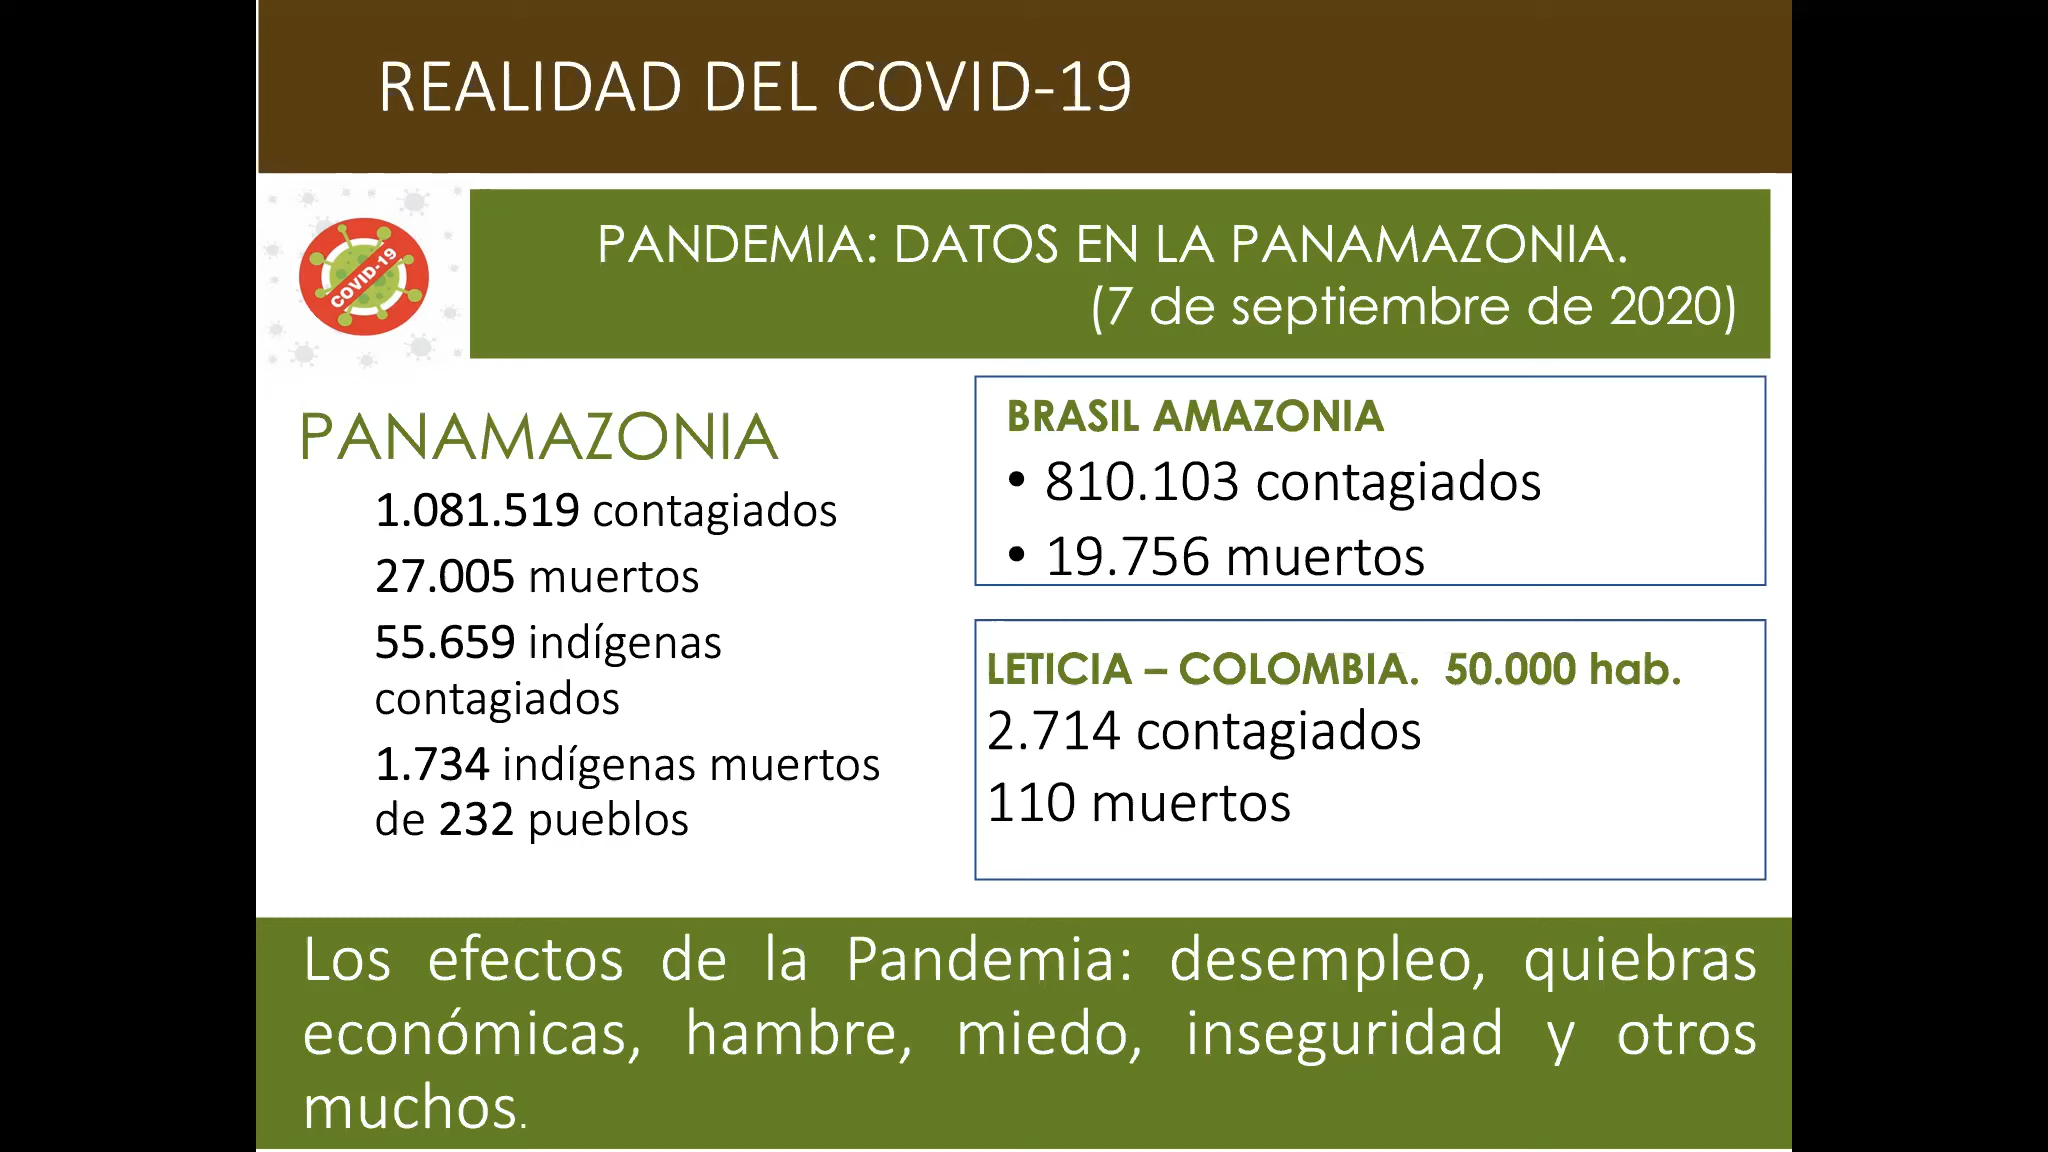 REALIDAD DEL COVID-19
COVID-19
PANDEMIA: DATOS EN LA PANAMAZONIA.
(7 de septiembre de 2020)
PANAMAZONIA
1.081.519 contagiados
27.005 muertos
55.659 indígenas
contagiados
1.734 indígenas muertos
de 232 pueblos
BRASIL AMAZONIA
• 810.103 contagiados
• 19.756 muertos
LETICIA – COLOMBIA. 50.000 hab.
2.714 contagiados
110 muertos
Los efectos de la Pandemia: desempleo, quiebras
económicas, hambre, miedo, inseguridad y otros
muchos.